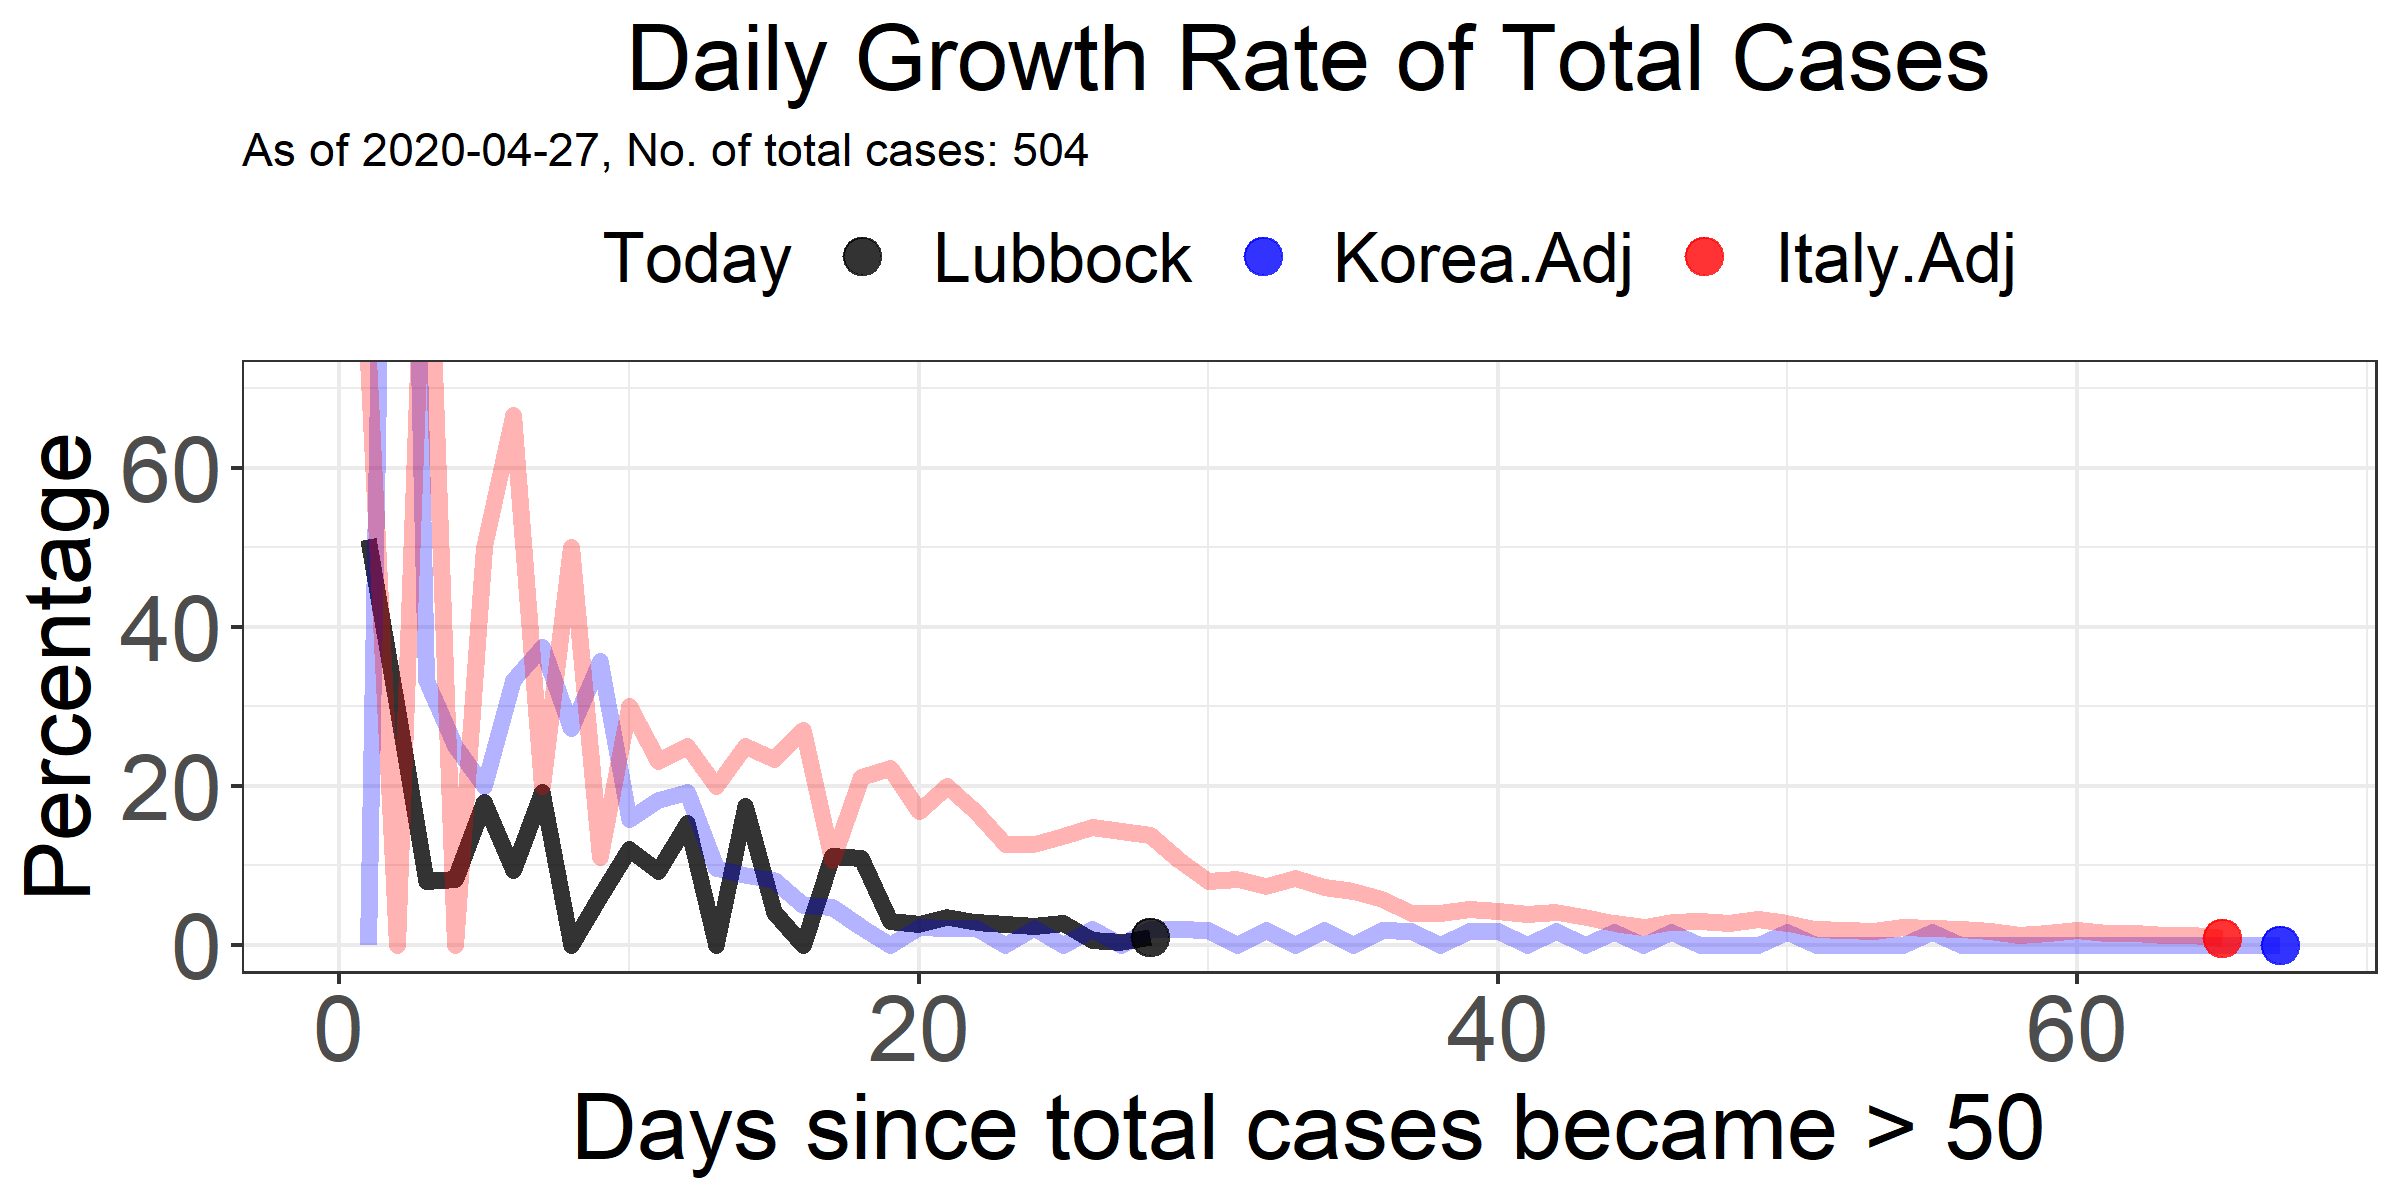 Daily Growth Rate of Total Cases
As of 2020-04-27, No. of total cases: 504
Today Lubbock Korea.Adj Italy.Adj
Percentage
60
40
20
0
0 20 40 60
Days since total cases became > 50